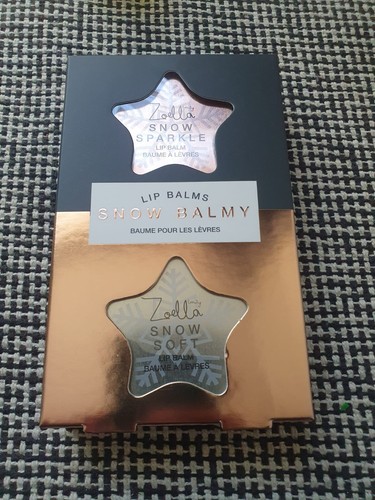 Zoella
SNOW
SPARKLE
LIP BALM
BAUME À LÈVRES
LIP BALMS
SNOW BALMY
BAUME POUR LES LÈVRES
Zoella beauty
SNOW
SOFT
LIP BALM
BAUME À LÈVRES